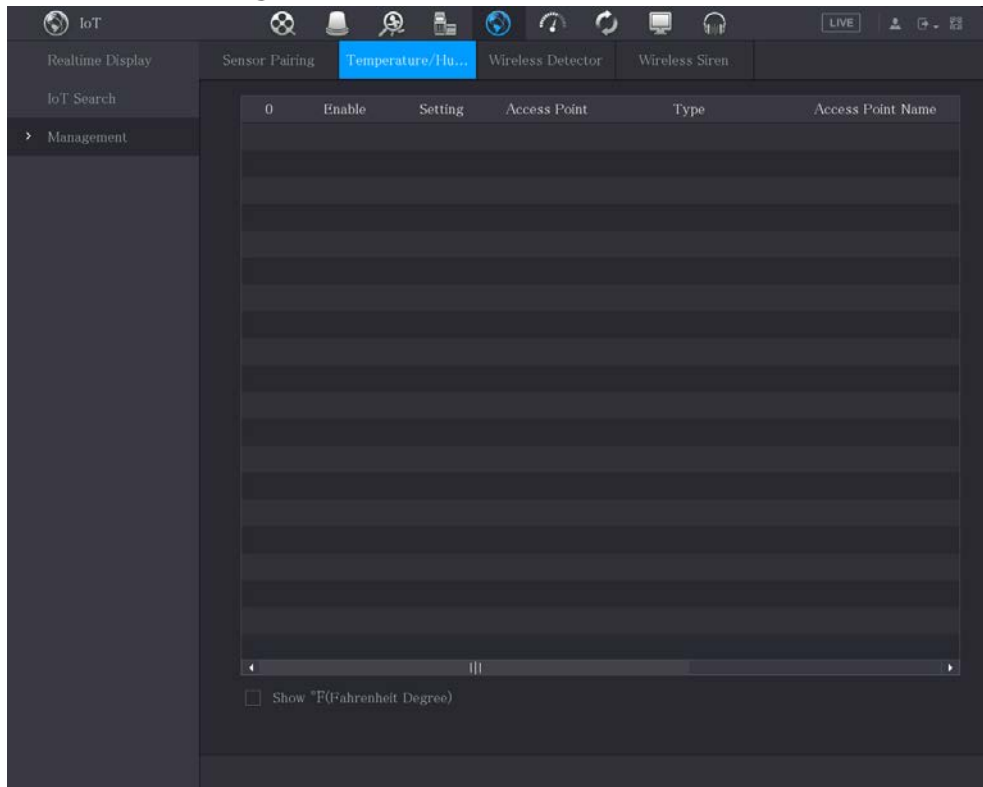 IoT LIVE
Realtime Display
IoT Search
Management
Sensor Pairing Temperature/Hu... Wireless Detector Wireless Siren
0 Enable Setting Access Point Type Access Point Name
Show °F(Fahrenheit Degree)